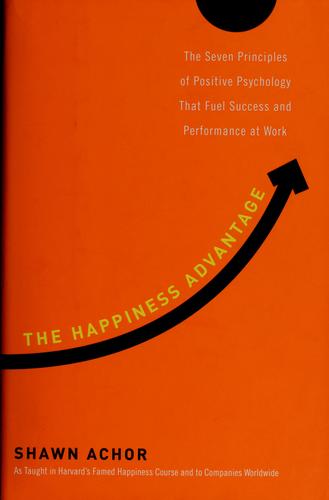 The Seven Principles
of Positive Psychology
That Fuel Success and
Performance at Work
THE HAPPINESS ADVANTAGE
SHAWN ACHOR
As Taught in Harvard's Famed Happiness Course and to Companies Worldwide